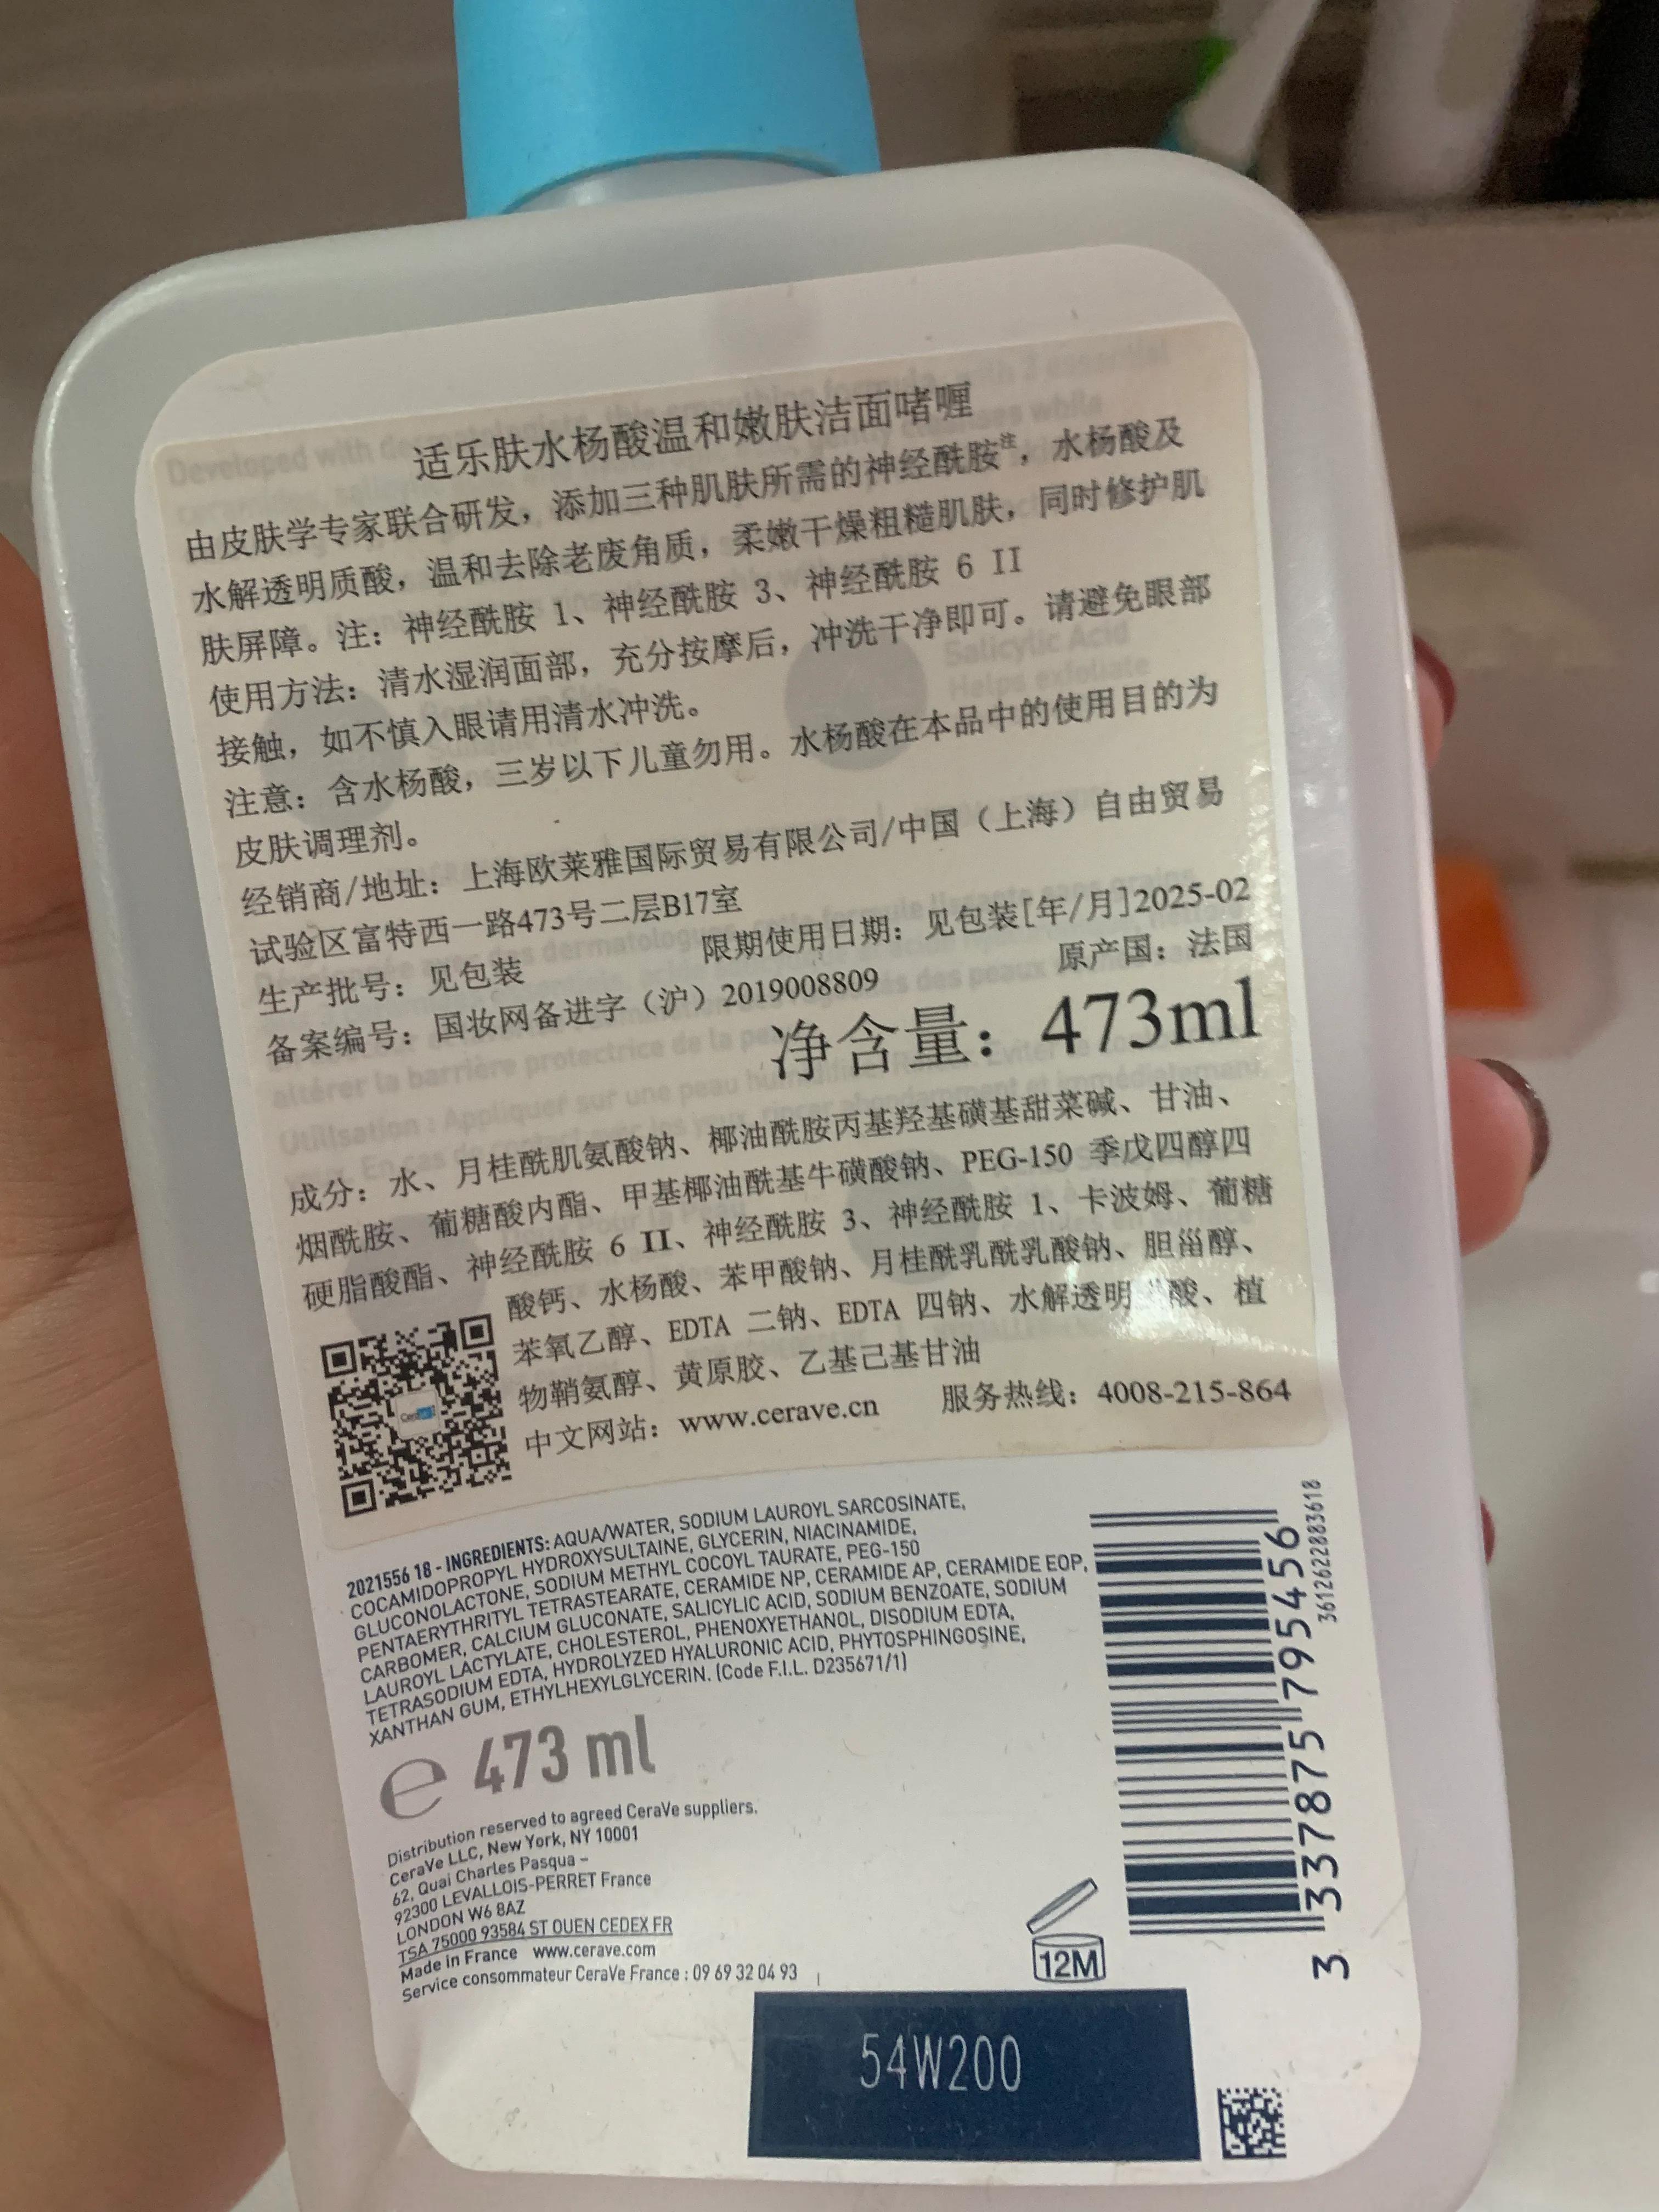 适乐肤水杨酸温和嫩肤洁面啫喱
由皮肤学专家联合研发，添加三种肌肤所需的神经酰胺注，水杨酸及
水解透明质酸，温和去除老废角质，柔嫩干燥粗糙肌肤，同时修护肌
肤屏障。注：神经酰胺 1、神经酰胺 3、神经酰胺 6 II
使用方法：清水湿润面部，充分按摩后，冲洗干净即可。请避免眼部
接触，如不慎入眼请用清水冲洗。
注意：含水杨酸，三岁以下儿童勿用。水杨酸在本品中的使用目的为
皮肤调理剂。
经销商/地址：上海欧莱雅国际贸易有限公司/中国（上海）自由贸易
试验区富特西一路473号二层B17室
生产批号：见包装 限期使用日期：见包装[年/月]2025-02
备案编号：国妆网备进字（沪）2019008809 原产国：法国
净含量：473ml
成分：水、月桂酰肌氨酸钠、椰油酰胺丙基羟基磺基甜菜碱、甘油、
烟酰胺、葡糖酸内酯、甲基椰油酰基牛磺酸钠、PEG-150 季戊四醇四
硬脂酸酯、神经酰胺 6 II、神经酰胺 3、神经酰胺 1、卡波姆、葡糖
酸钙、水杨酸、苯甲酸钠、月桂酰乳酰乳酸钠、胆甾醇、
苯氧乙醇、EDTA 二钠、EDTA 四钠、水解透明 酸、植
物鞘氨醇、黄原胶、乙基己基甘油
中文网站：www.cerave.cn 服务热线：4008-215-864
2021556 18 - INGREDIENTS: AQUA/WATER, SODIUM LAUROYL SARCOSINATE,
COCAMIDOPROPYL HYDROXYSULTAINE, GLYCERIN, NIACINAMIDE,
GLUCONOLACTONE, SODIUM METHYL COCOYL TAURATE, PEG-150
PENTAERYTHRITYL TETRASTEARATE, CERAMIDE NP, CERAMIDE AP, CERAMIDE EOP,
CARBOMER, CALCIUM GLUCONATE, SALICYLIC ACID, SODIUM BENZOATE, SODIUM
LAUROYL LACTYLATE, CHOLESTEROL, PHENOXYETHANOL, DISODIUM EDTA,
TETRASODIUM EDTA, HYDROLYZED HYALURONIC ACID, PHYTOSPHINGOSINE,
XANTHAN GUM, ETHYLHEXYLGLYCERIN. (Code F.I.L. D235671/1)
e 473 ml
Distribution reserved to agreed CeraVe suppliers.
CeraVe LLC, New York, NY 10001
62, Quai Charles Pasqua –
92300 LEVALLOIS-PERRET France
LONDON W6 8AZ
TSA 75000 93584 ST OUEN CEDEX FR
Made in France www.cerave.com
Service consommateur CeraVe France : 09 69 32 04 93
12M
3 337875 795456
3612622883618
54W200